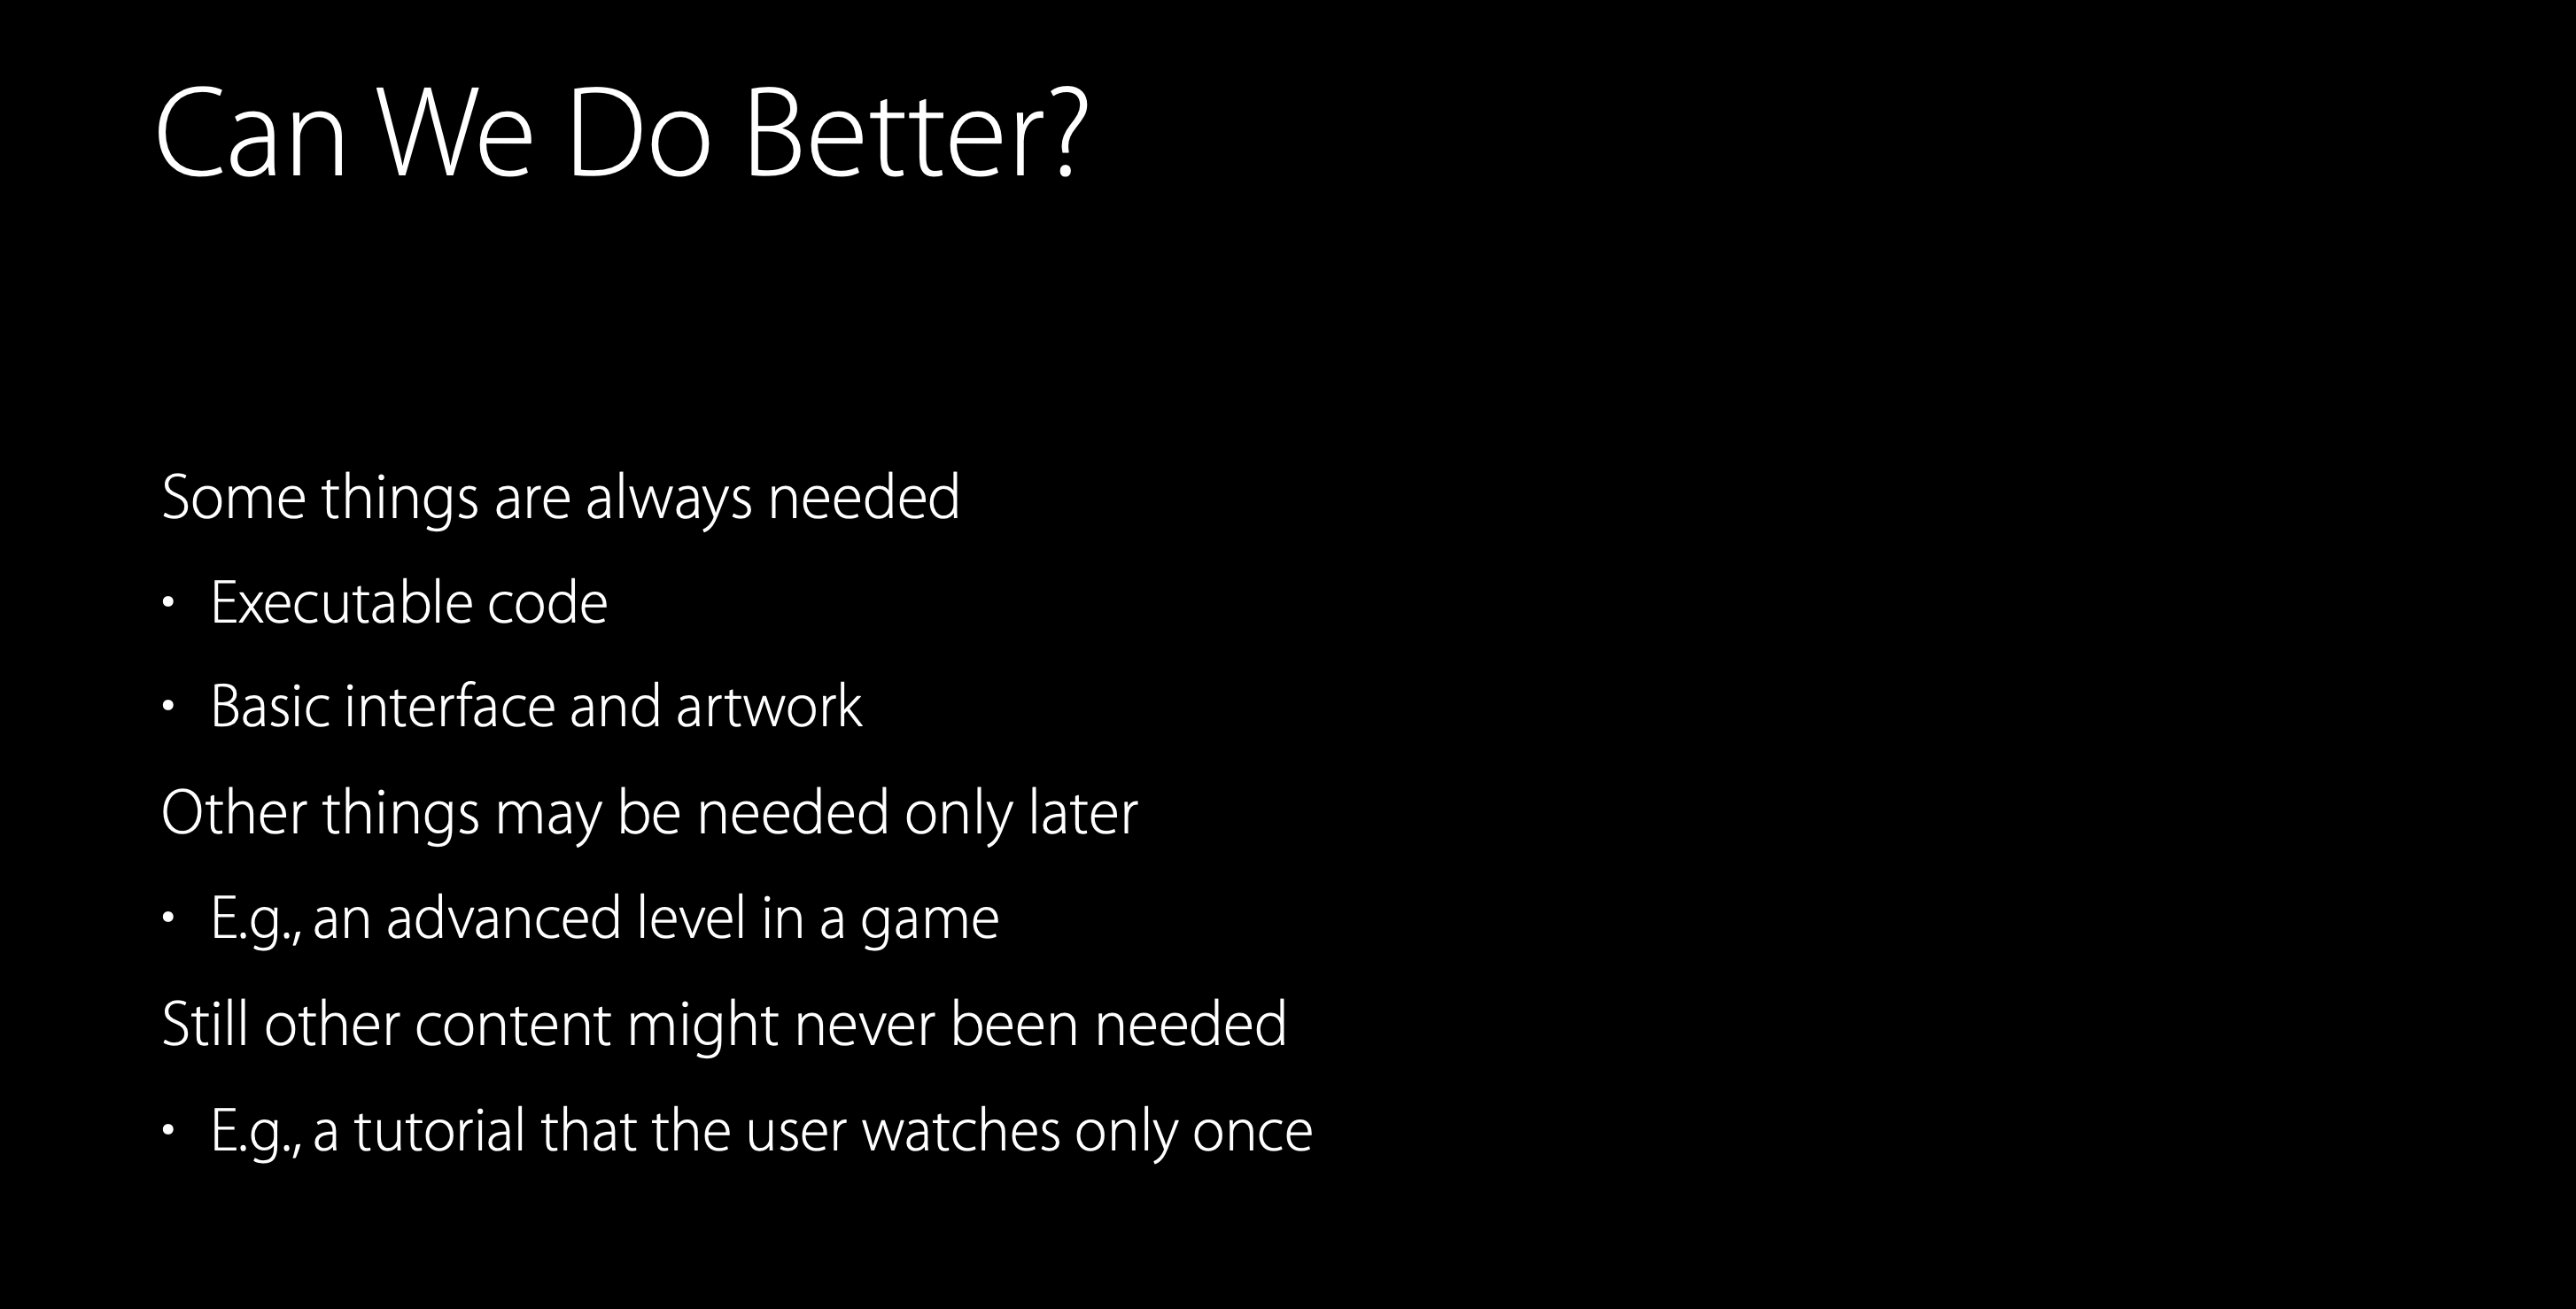 Can We Do Better?
Some things are always needed
• Executable code
• Basic interface and artwork
Other things may be needed only later
• E.g., an advanced level in a game
Still other content might never been needed
• E.g., a tutorial that the user watches only once